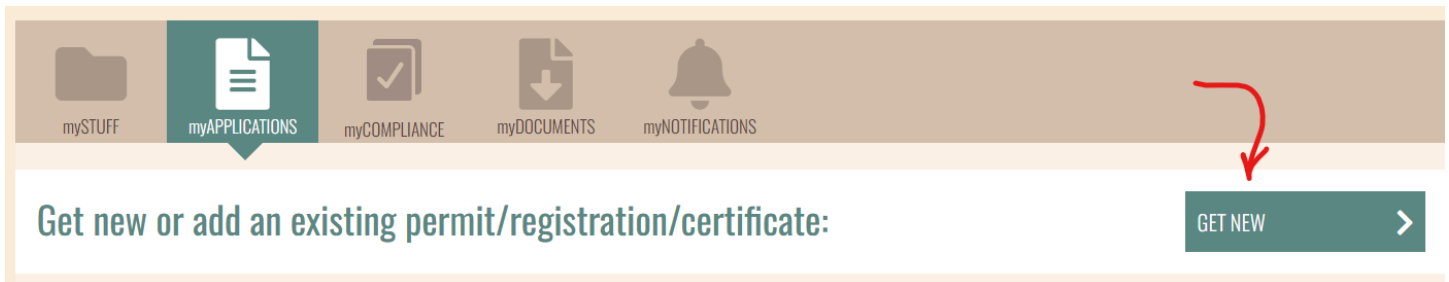 mySTUFF
myAPPLICATIONS
myCOMPLIANCE
myDOCUMENTS
myNOTIFICATIONS
Get new or add an existing permit/registration/certificate:
GET NEW